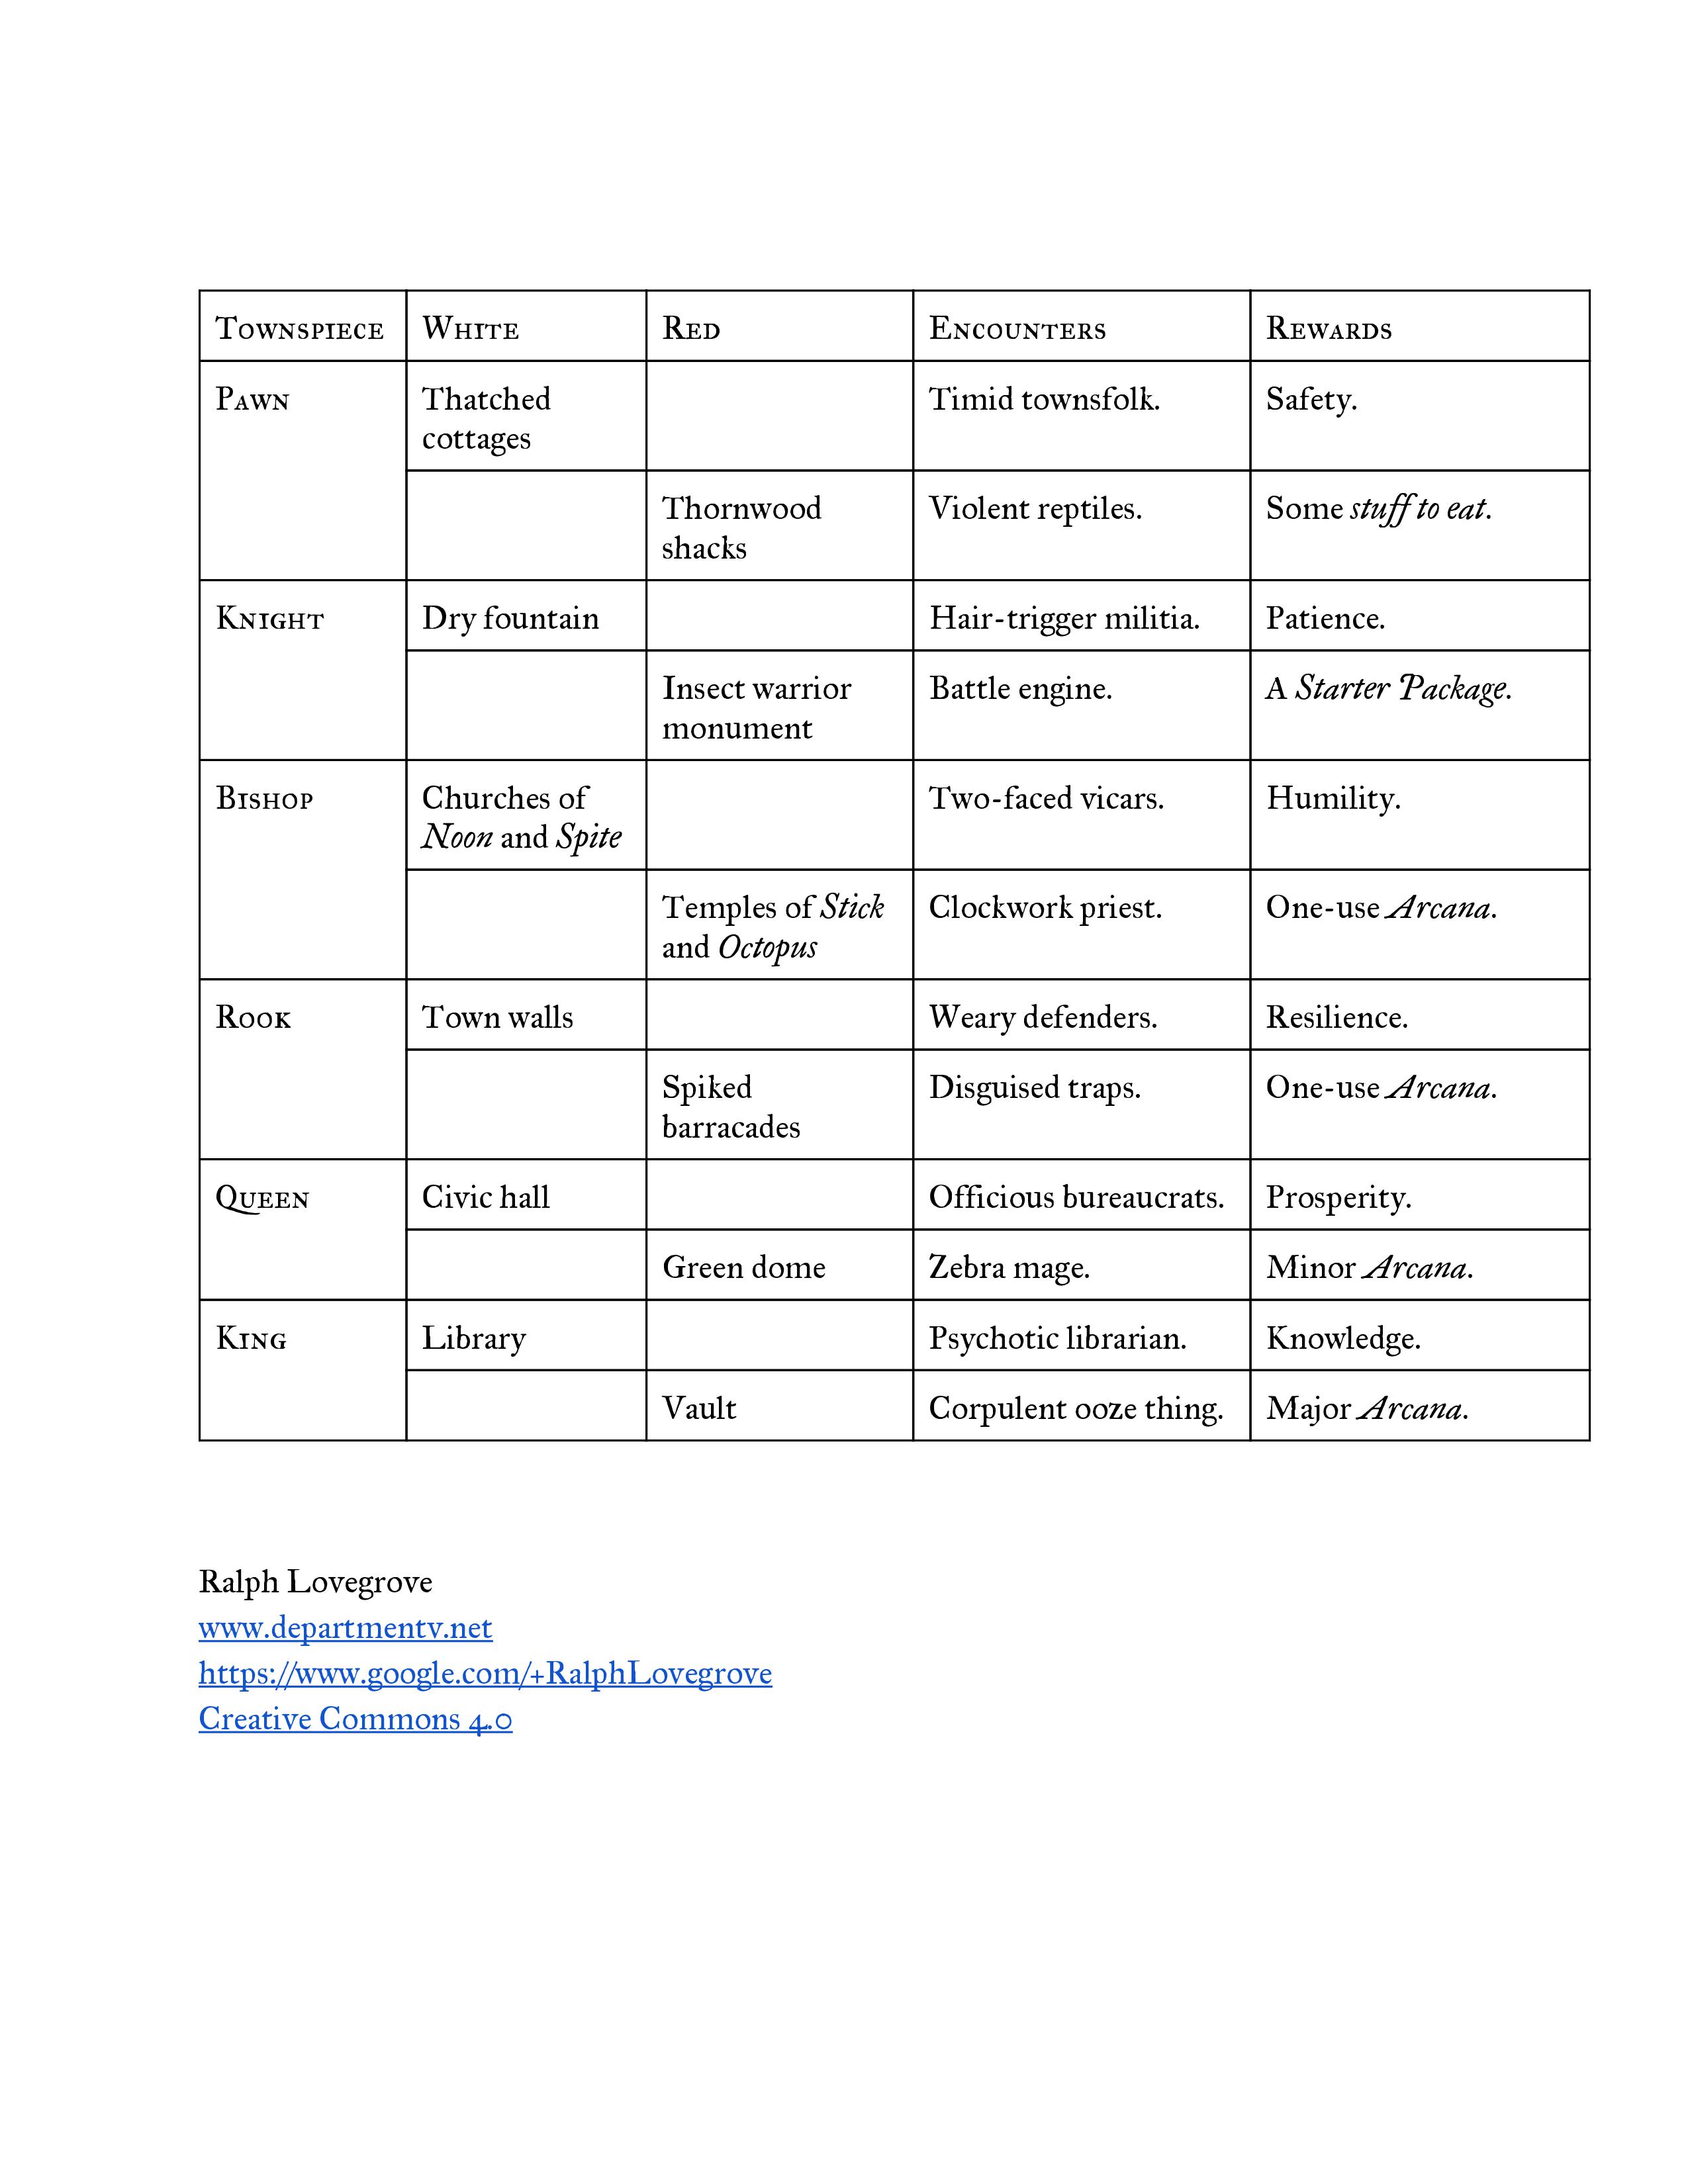 Townspiece White Red Encounters Rewards
Pawn Thatched Timid townsfolk. Safety.
cottages
Thornwood Violent reptiles. Some stuff to eat.
shacks
Knight Dry fountain Hair-trigger militia. Patience.
Insect warrior Battle engine. A Starter Package.
monument
Bishop Churches of Two-faced vicars. Humility.
Noon and Spite
Temples of Stick Clockwork priest. One-use Arcana.
and Octopus
Rook Town walls Weary defenders. Resilience.
Spiked Disguised traps. One-use Arcana.
barracades
Queen Civic hall Officious bureaucrats. Prosperity.
Green dome Zebra mage. Minor Arcana.
King Library Psychotic librarian. Knowledge.
Vault Corpulent ooze thing. Major Arcana.
Ralph Lovegrove
www.departmentv.net
https://www.google.com/+RalphLovegrove
Creative Commons 4.0